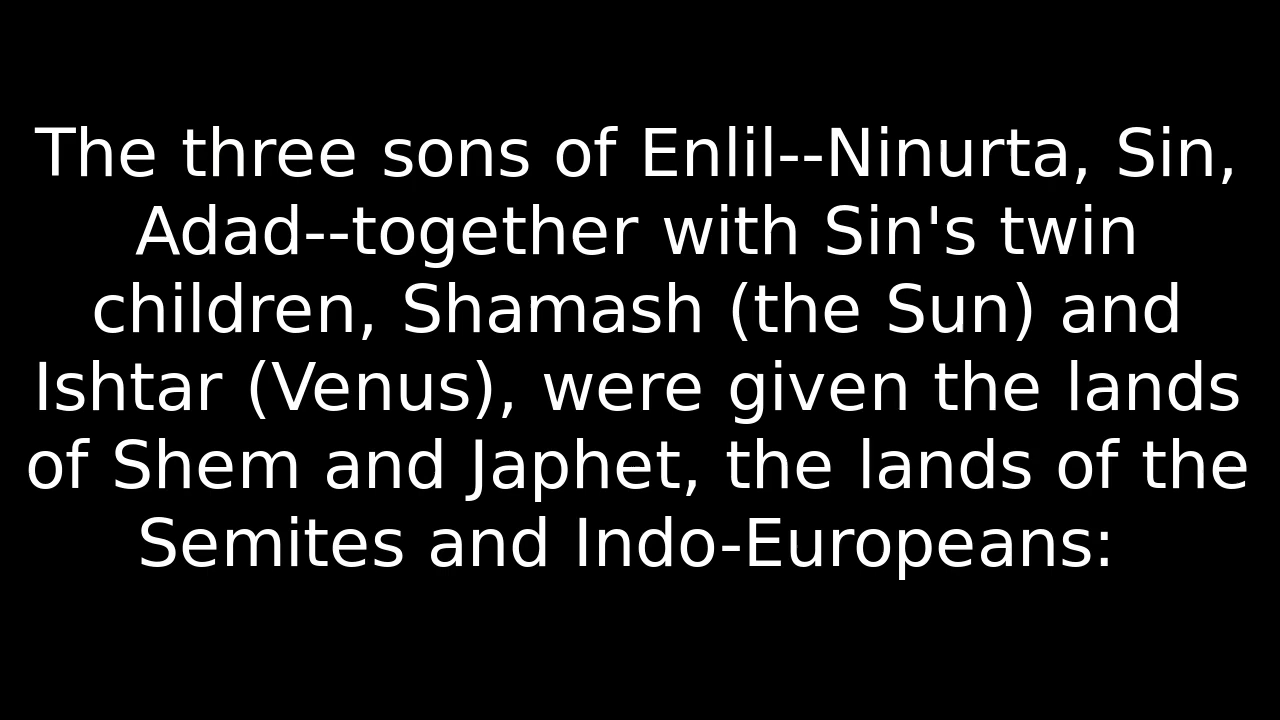 The three sons of Enlil--Ninurta, Sin,
Adad--together with Sin's twin
children, Shamash (the Sun) and
Ishtar (Venus), were given the lands
of Shem and Japhet, the lands of the
Semites and Indo-Europeans: